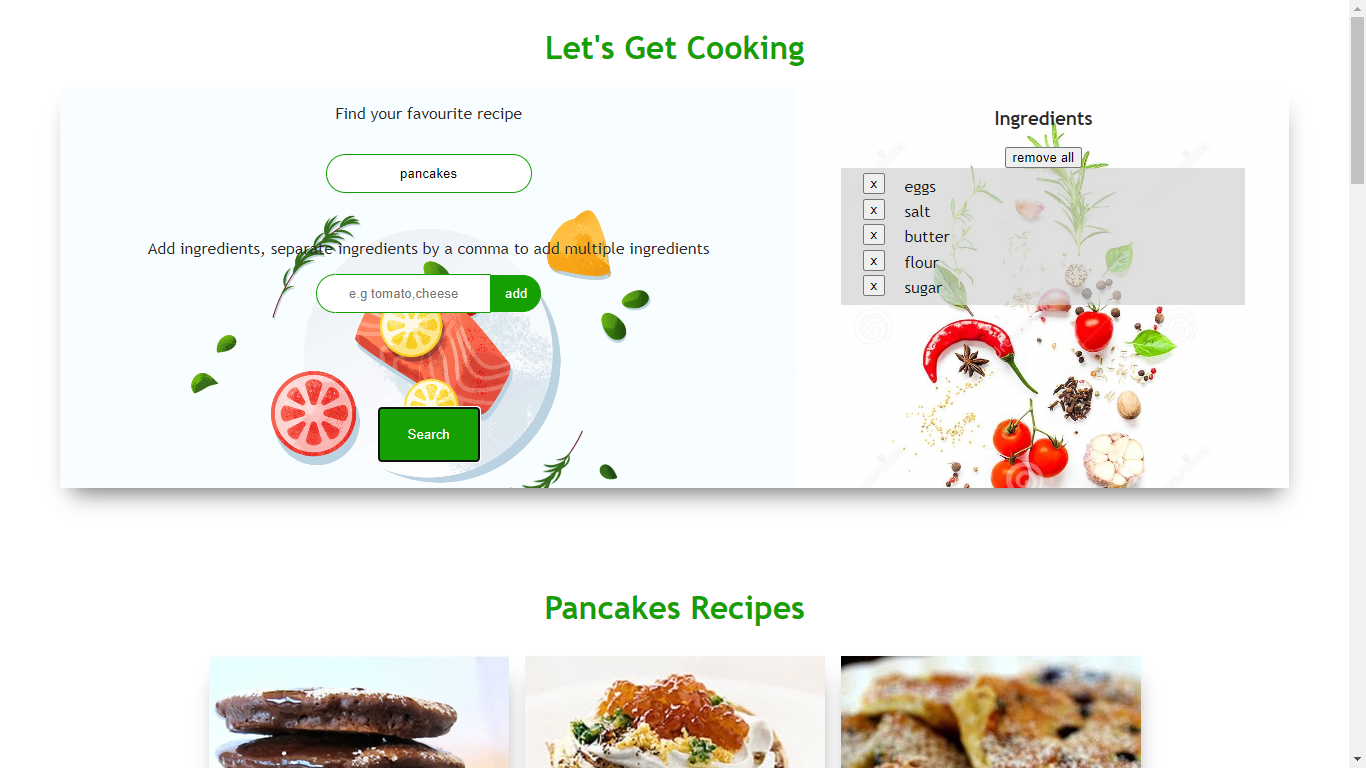 Let's Get Cooking
Find your favourite recipe
pancakes
Add ingredients, separate ingredients by a comma to add multiple ingredients
e.g tomato,cheese
add
Search
Ingredients
remove all
x eggs
x salt
x butter
x flour
x sugar
Pancakes Recipes